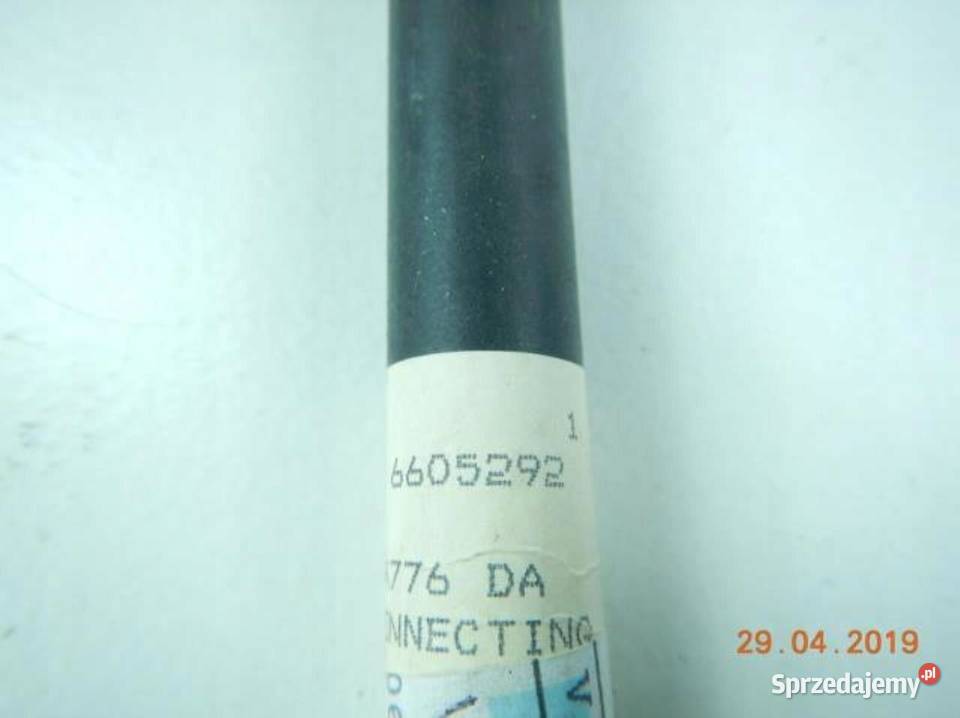 1
6605292
776 DA
NNECTING
29.04.2019
Sprzedajemy.pl